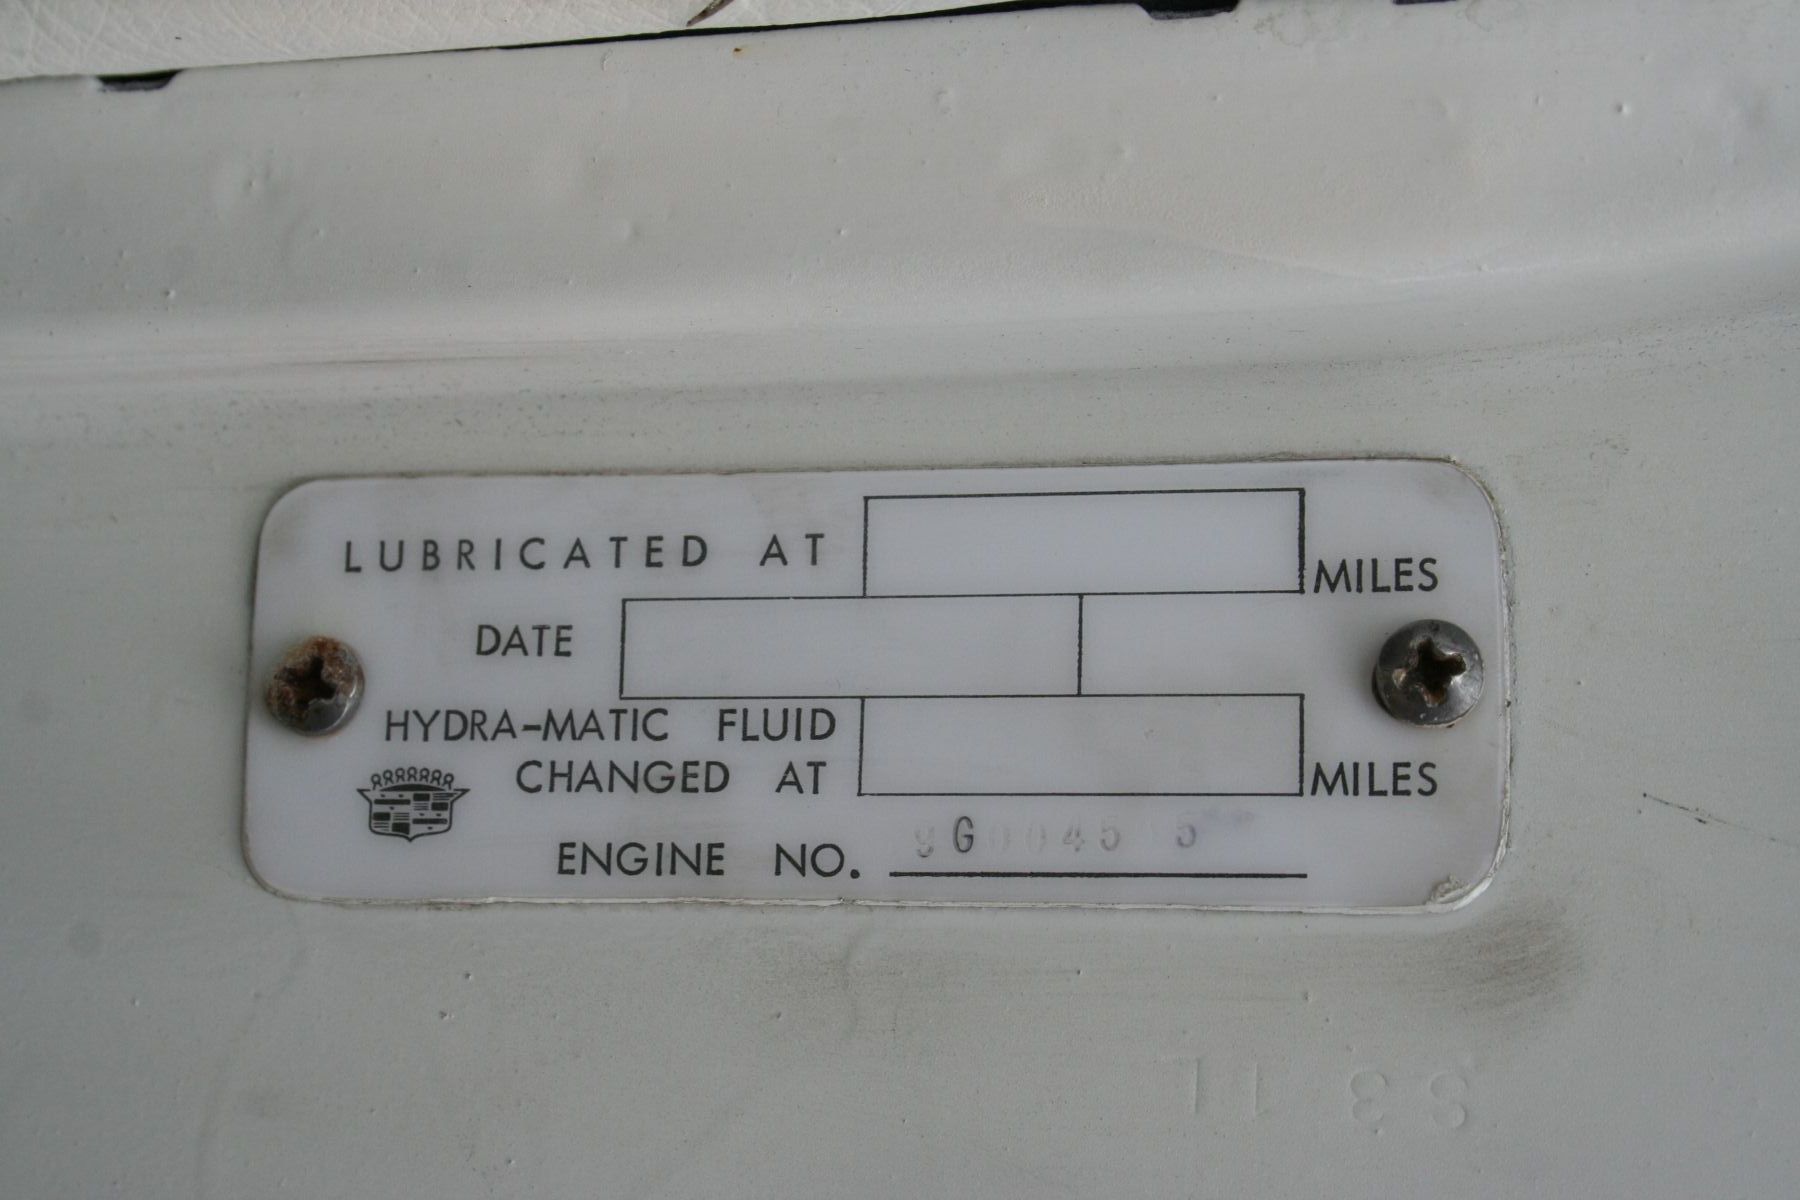 LUBRICATED AT MILES
DATE
HYDRA-MATIC FLUID
CHANGED AT MILES
ENGINE NO.